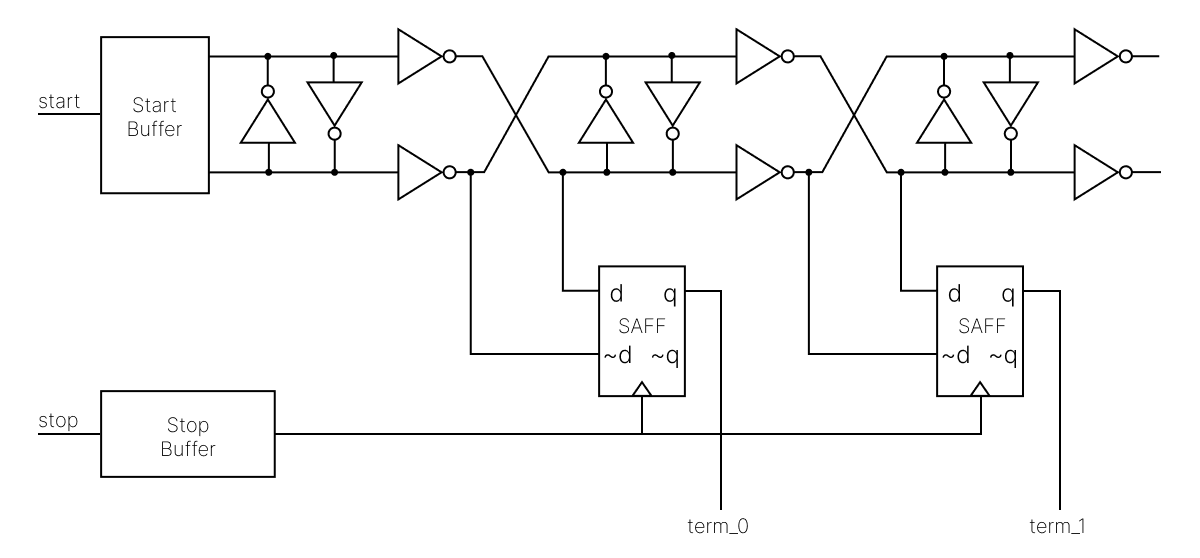 start
Start
Buffer
d q
SAFF
~d ~q
d q
SAFF
~d ~q
stop
Stop
Buffer
term_0
term_1